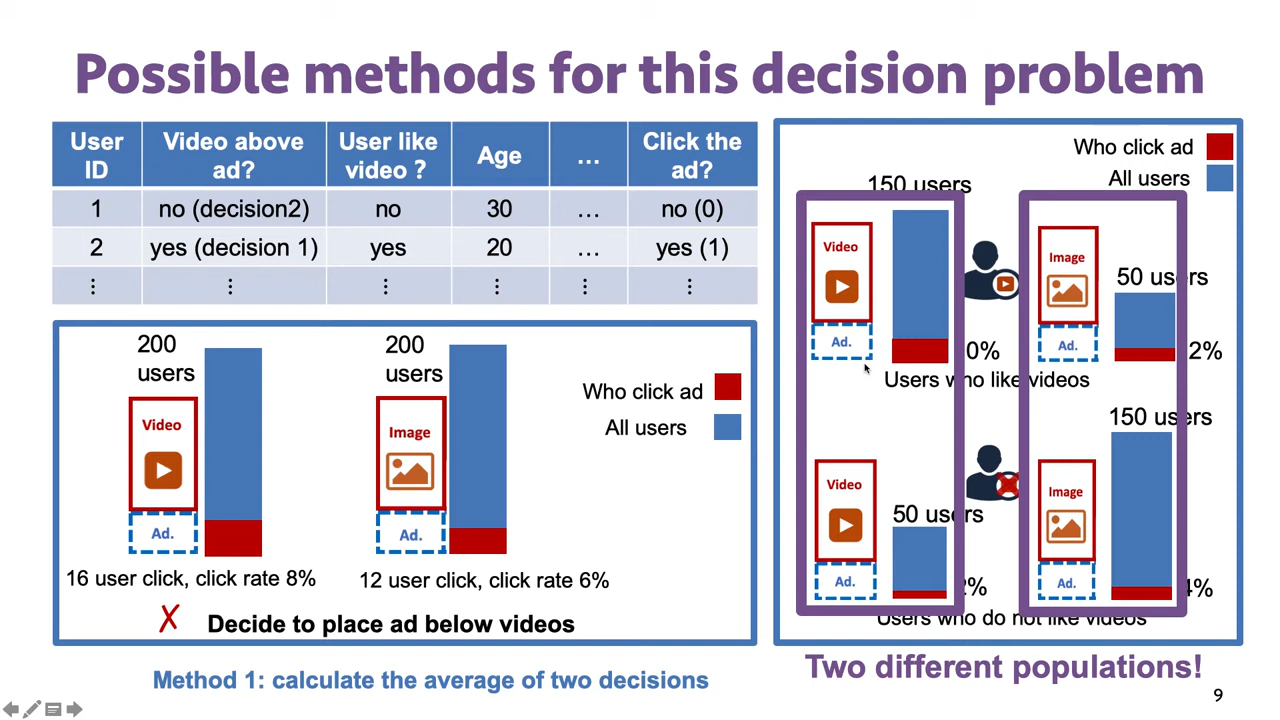 Possible methods for this decision problem
User ID
Video above ad?
User like video ?
Age
...
Click the ad?
1
no (decision2)
no
30
...
no (0)
2
yes (decision 1)
yes
20
...
yes (1)
200 users
Video
Ad.
200 users
Image
Ad.
Who click ad
All users
16 user click, click rate 8%
12 user click, click rate 6%
X
Decide to place ad below videos
Method 1: calculate the average of two decisions
Who click ad
All users
150 users
Video
Ad.
0%
Image
Ad.
50 users
2%
Users who like videos
Video
Ad.
50 users
2%
Image
Ad.
150 users
4%
Users who do not like videos
Two different populations!
9